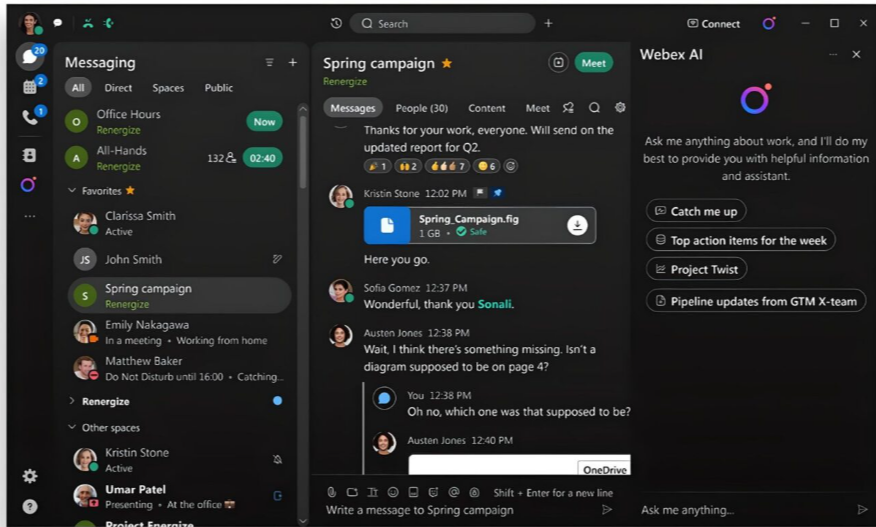 Search
Connect
20
2
1
Messaging
All Direct Spaces Public
O Office Hours
Renergize
Now
A All-Hands
Renergize
132 02:40
Favorites
Clarissa Smith
Active
JS John Smith
S Spring campaign
Renergize
Emily Nakagawa
In a meeting • Working from home
Matthew Baker
Do Not Disturb until 16:00 • Catching...
Renergize
Other spaces
Kristin Stone
Active
Umar Patel
Presenting • At the office
Project Energize
Spring campaign
Renergize
Meet
Messages People (30) Content Meet
Thanks for your work, everyone. Will send on the
updated report for Q2.
1 2 7 6
Kristin Stone 12:02 PM
Spring_Campaign.fig
1 GB • Safe
Here you go.
Sofia Gomez 12:37 PM
Wonderful, thank you Sonali.
Austen Jones 12:38 PM
Wait, I think there's something missing. Isn't a
diagram supposed to be on page 4?
You 12:38 PM
Oh no, which one was that supposed to be?
Austen Jones 12:40 PM
OneDrive
Shift + Enter for a new line
Write a message to Spring campaign
Webex AI
Ask me anything about work, and I'll do my
best to provide you with helpful information
and assistant.
Catch me up
Top action items for the week
Project Twist
Pipeline updates from GTM X-team
Ask me anything...